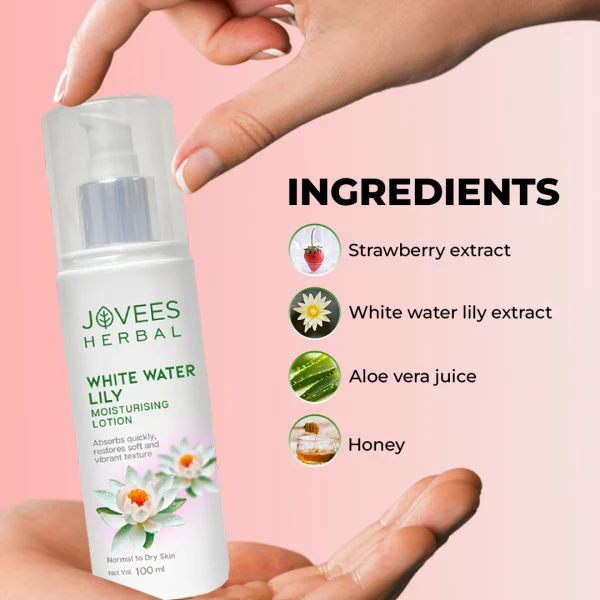 JOVEES
HERBAL
WHITE WATER
LILY
MOISTURISING
LOTION
Absorbs quickly,
restores soft and
vibrant texture
Normal to Dry Skin
Net Vol. 100 ml
INGREDIENTS
Strawberry extract
White water lily extract
Aloe vera juice
Honey